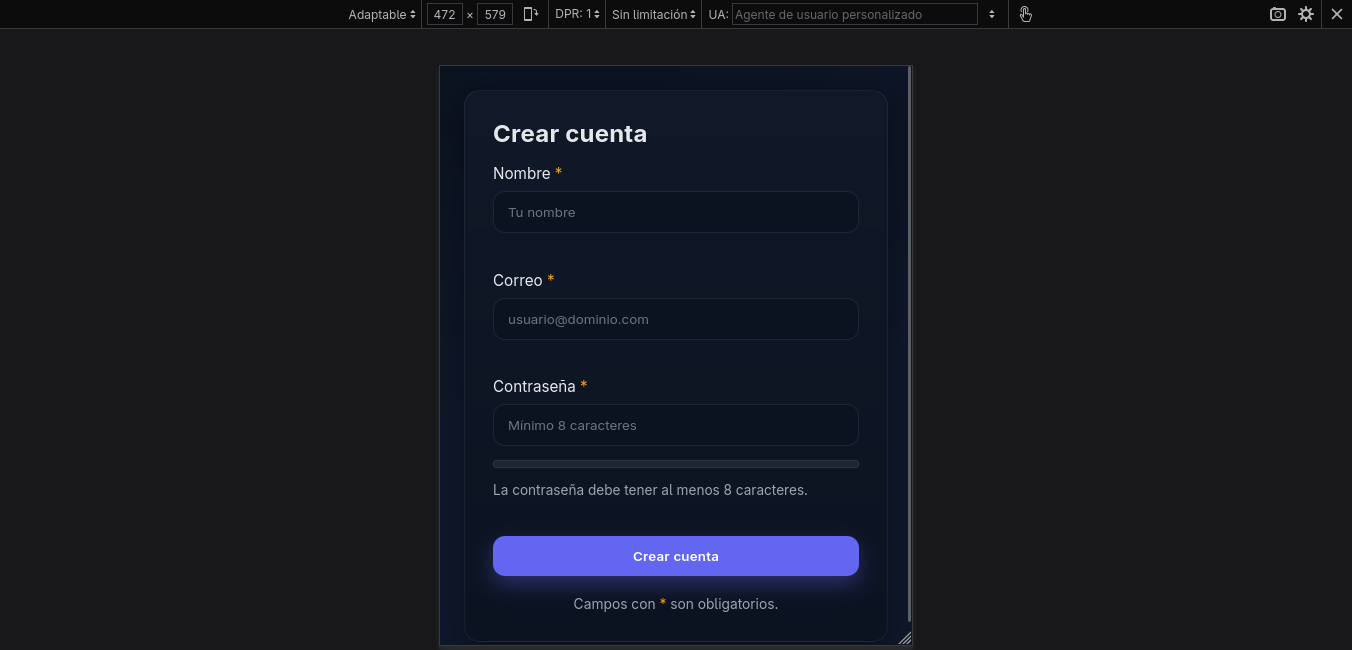 Adaptable 472 × 579 DPR: 1 Sin limitación UA: Agente de usuario personalizado
Crear cuenta
Nombre *
Tu nombre
Correo *
usuario@dominio.com
Contraseña *
Mínimo 8 caracteres
La contraseña debe tener al menos 8 caracteres.
Crear cuenta
Campos con * son obligatorios.